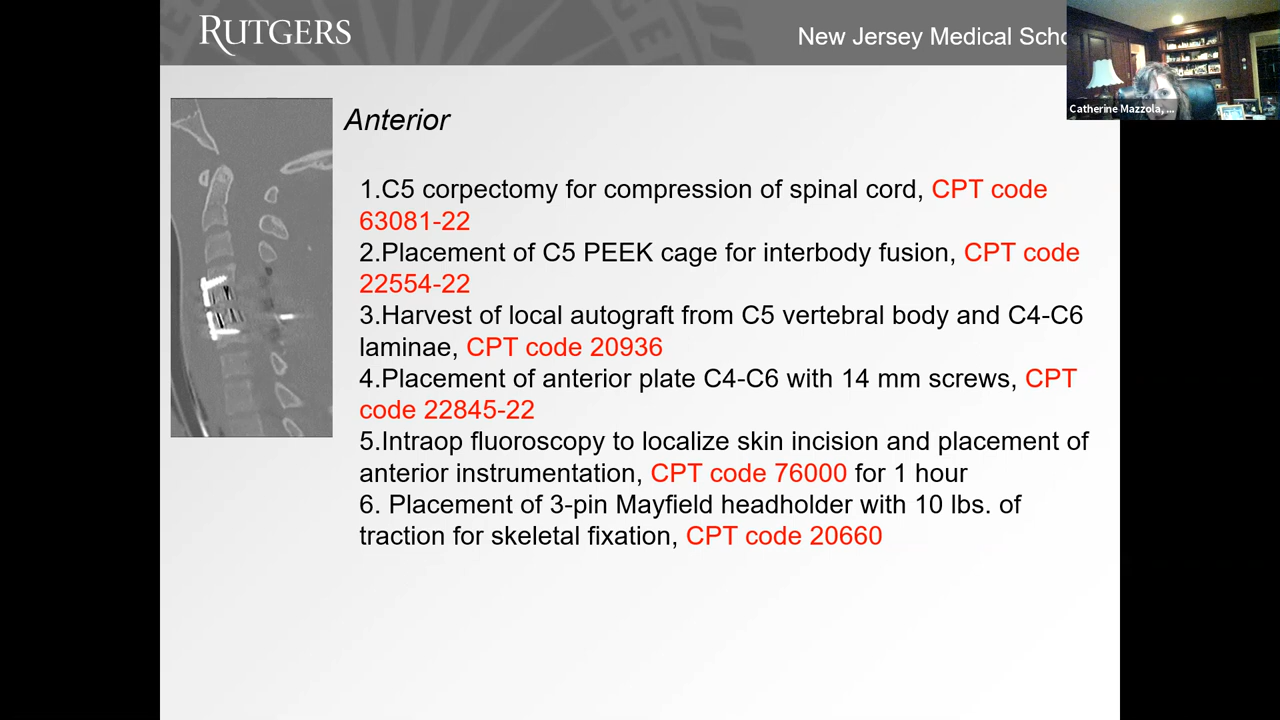 RUTGERS
New Jersey Medical Scho
Catherine Mazzola, ...
Anterior
1.C5 corpectomy for compression of spinal cord, CPT code
63081-22
2.Placement of C5 PEEK cage for interbody fusion, CPT code
22554-22
3.Harvest of local autograft from C5 vertebral body and C4-C6
laminae, CPT code 20936
4.Placement of anterior plate C4-C6 with 14 mm screws, CPT
code 22845-22
5.Intraop fluoroscopy to localize skin incision and placement of
anterior instrumentation, CPT code 76000 for 1 hour
6. Placement of 3-pin Mayfield headholder with 10 lbs. of
traction for skeletal fixation, CPT code 20660